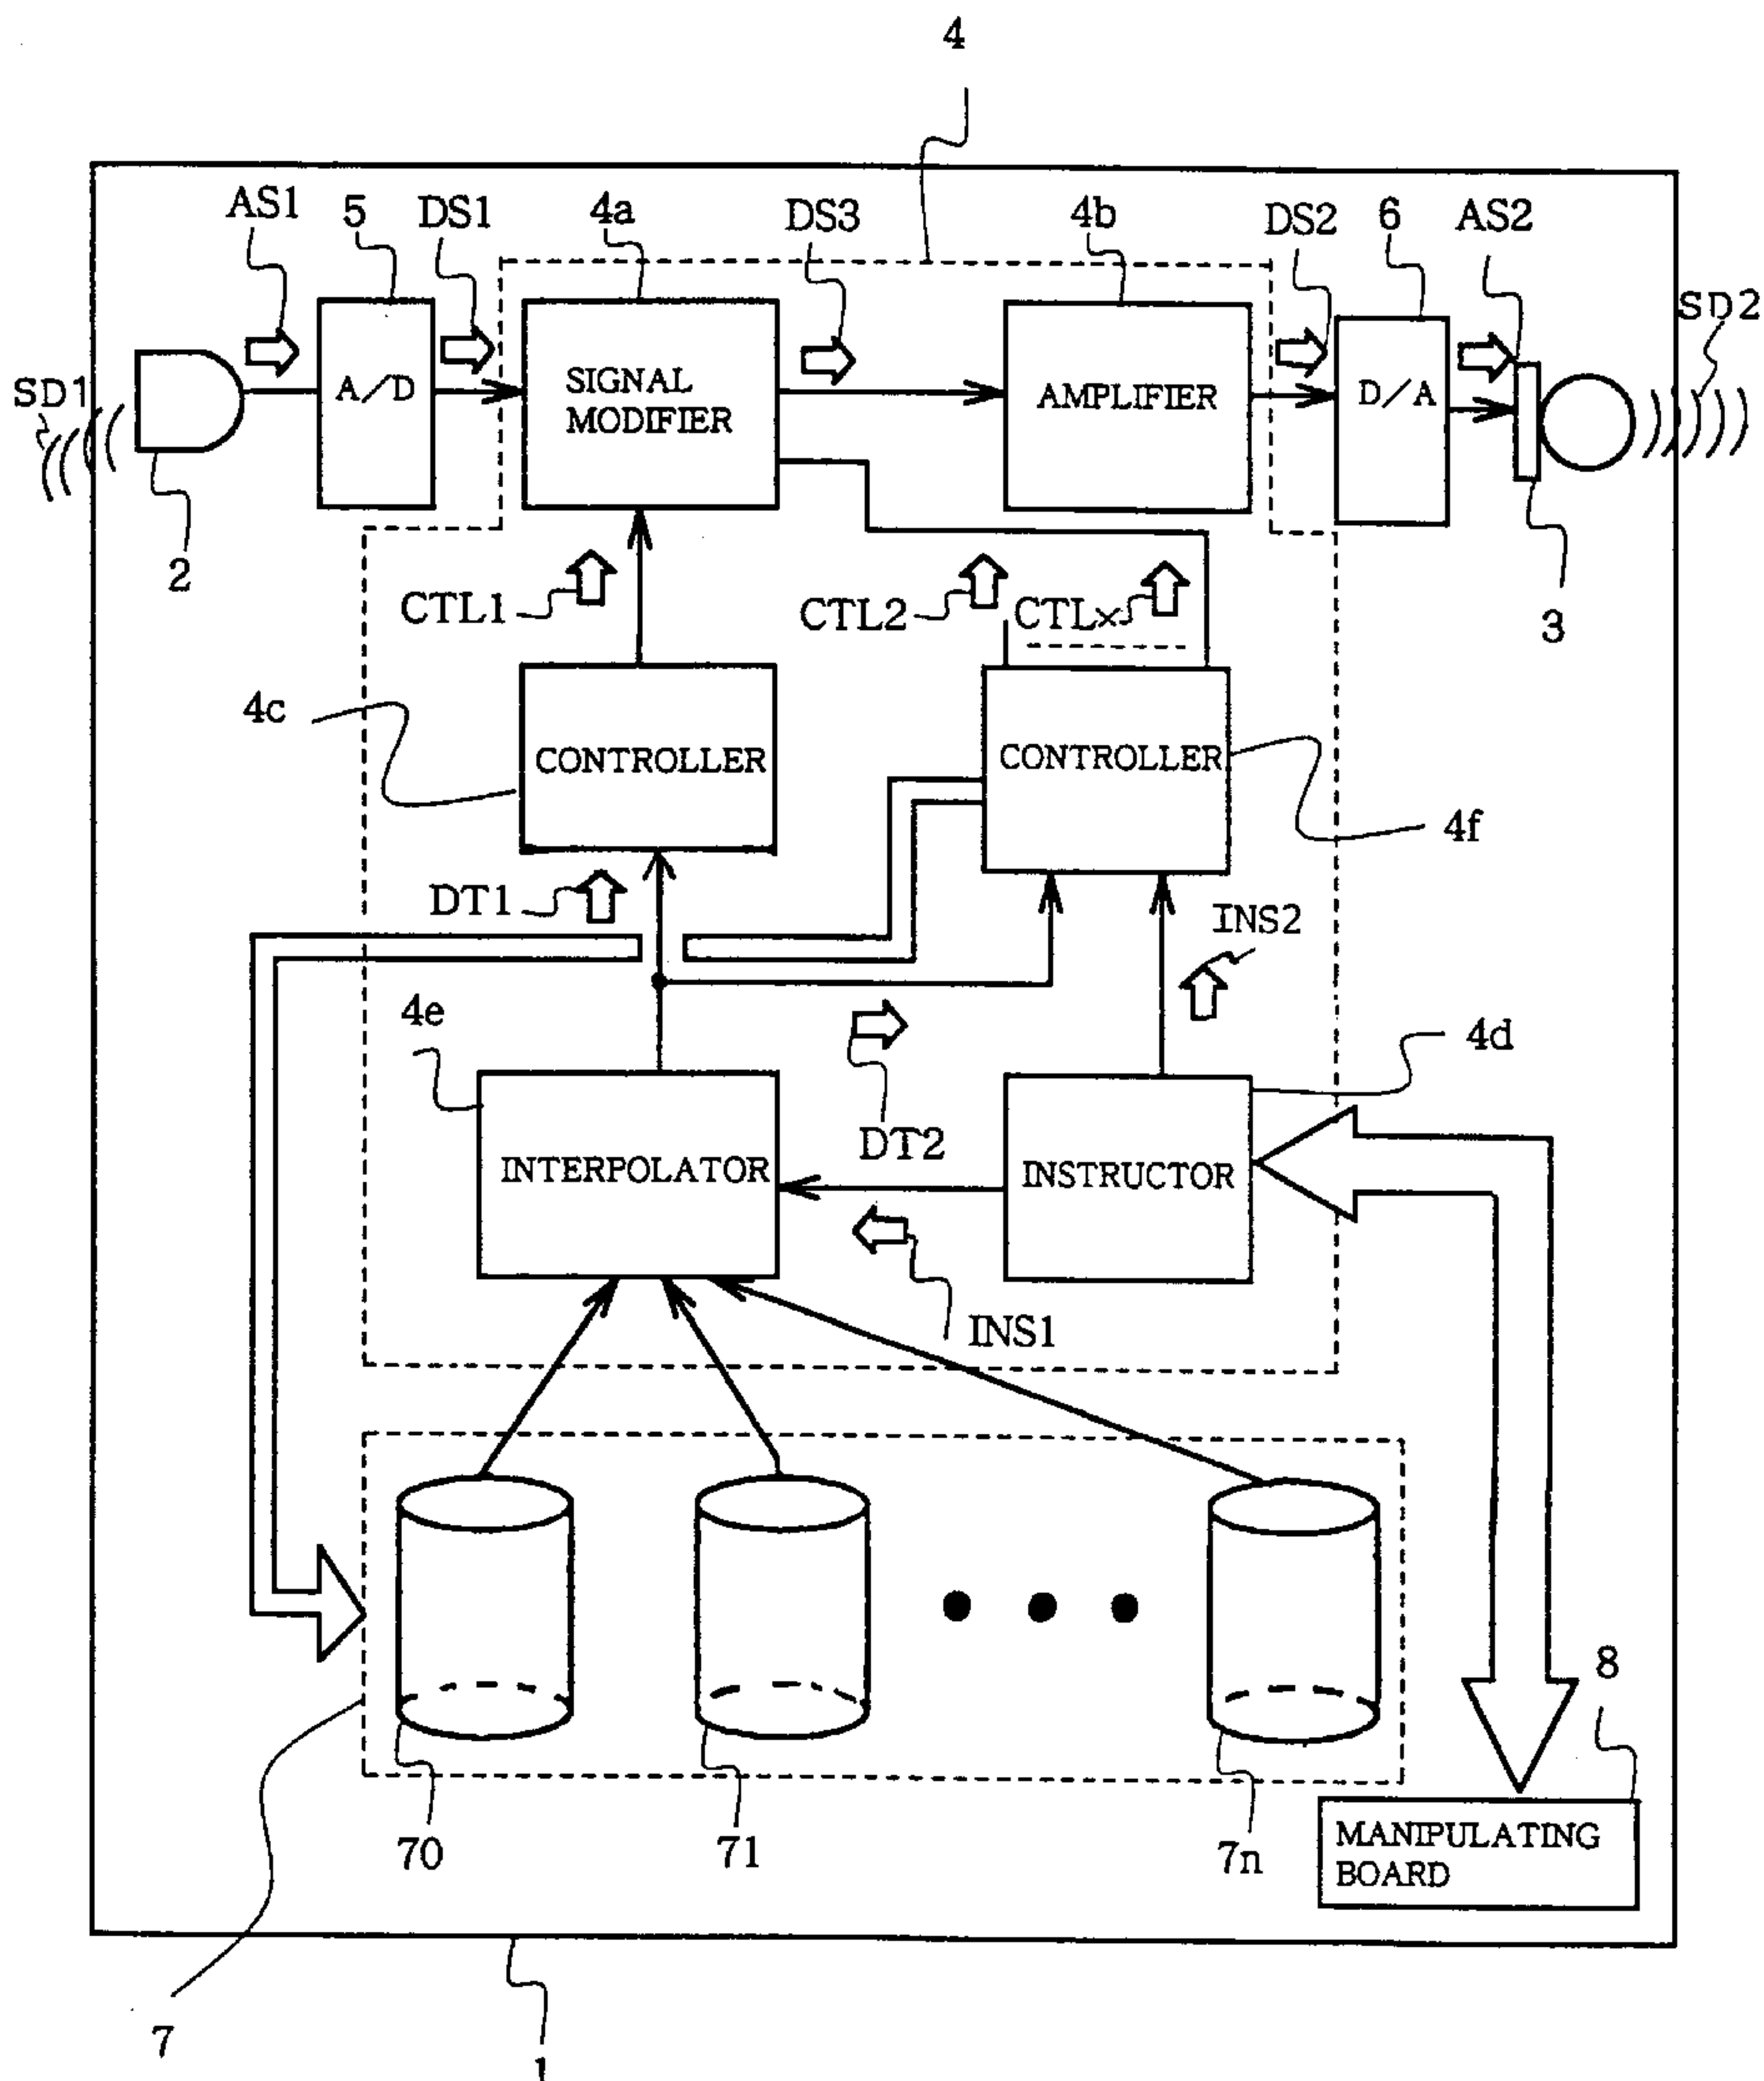 4
AS1
5
DS1
4a
DS3
4b
DS2
6
AS2
SD2
SD1
A/D
SIGNAL
MODIFIER
AMPLIFIER
D/A
2
CTL1
CTL2
CTLx
3
4c
CONTROLLER
CONTROLLER
4f
DT1
INS2
4e
4d
DT2
INTERPOLATOR
INSTRUCTOR
INS1
8
70
71
7n
MANIPULATING
BOARD
7
1